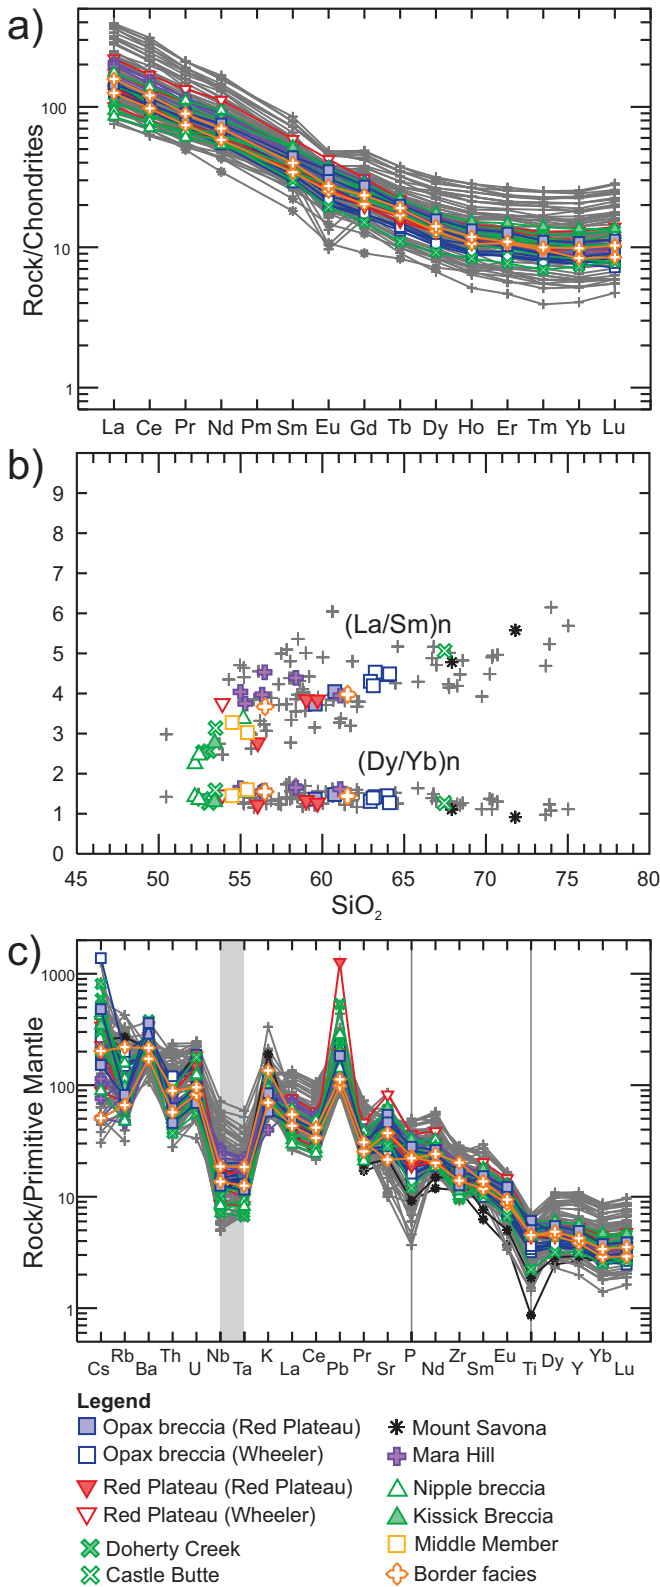 a)
Rock/Chondrites
100
10
1
La Ce Pr Nd Pm Sm Eu Gd Tb Dy Ho Er Tm Yb Lu
b)
9
8
7
6
5
4
3
2
1
0
(La/Sm)n
(Dy/Yb)n
45 50 55 60 65 70 75 80
SiO₂
c)
Rock/Primitive Mantle
1000
100
10
1
Cs Rb Ba Th U Nb Ta K La Ce Pb Pr Sr P Nd Zr Sm Eu Ti Dy Y Yb Lu
Legend
Opax breccia (Red Plateau)
Opax breccia (Wheeler)
Red Plateau (Red Plateau)
Red Plateau (Wheeler)
Doherty Creek
Castle Butte
Mount Savona
Mara Hill
Nipple breccia
Kissick Breccia
Middle Member
Border facies